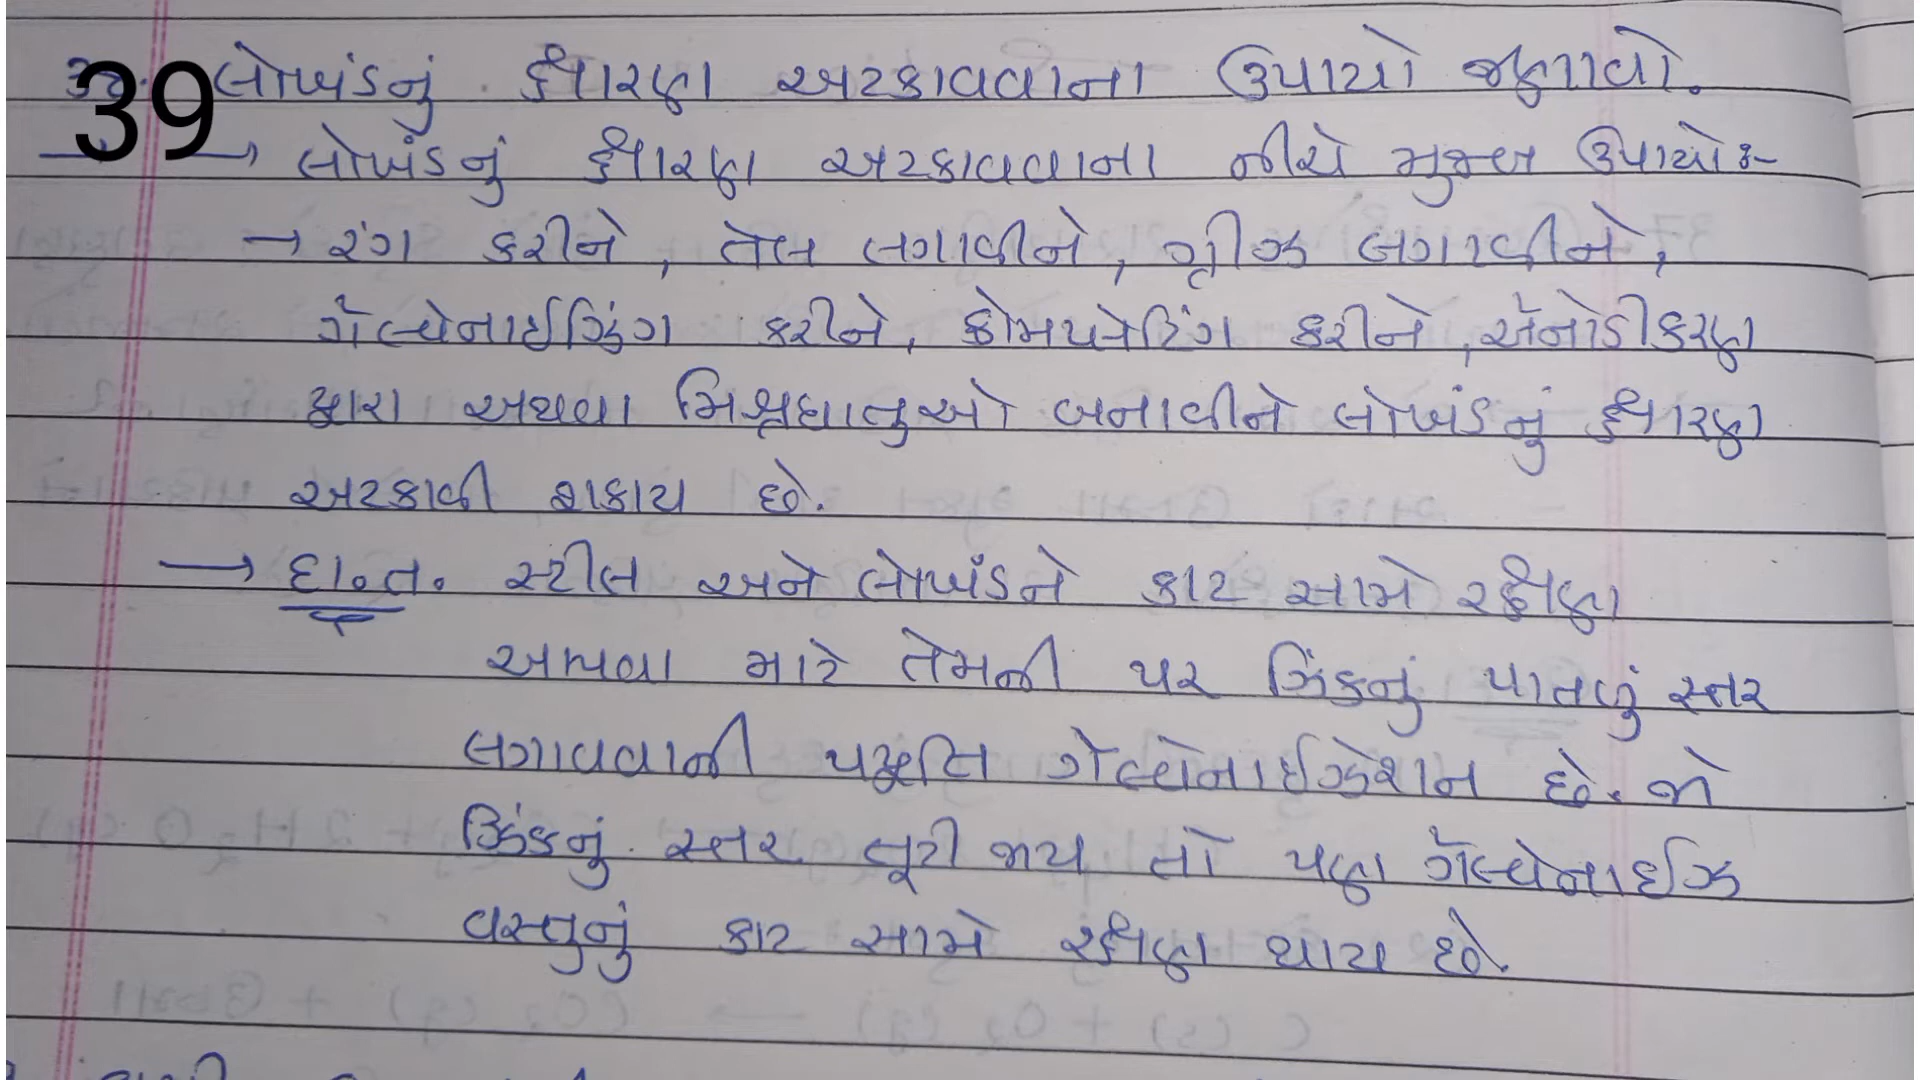 39 લોખંડનું ક્ષારણ અટકાવવાના ઉપાયો જણાવો.
→ લોખંડનું ક્ષારણ અટકાવવાના નીચે મુજબ ઉપાયો :-
→ રંગ કરીને, તેલ લગાવીને, ગ્રીઝ લગાવીને,
ગૅલ્વેનાઈઝિંગ કરીને, ક્રોમપ્લેટિંગ કરીને, ઍનોડીકરણ
દ્વારા અથવા મિશ્રધાતુઓ બનાવીને લોખંડનું ક્ષારણ
અટકાવી શકાય છે.
→ દા.ત. સ્ટીલ અને લોખંડને કાટ સામે રક્ષણ
આપવા માટે તેમની પર ઝિંકનું પાતળું સ્તર
લગાવવાની પદ્ધતિ ગેલ્વેનાઈઝેશન છે. જો
ઝિંકનું સ્તર તૂટી જાય તો પણ ગૅલ્વેનાઈઝ
વસ્તુનું કાટ સામે રક્ષણ થાય છે.